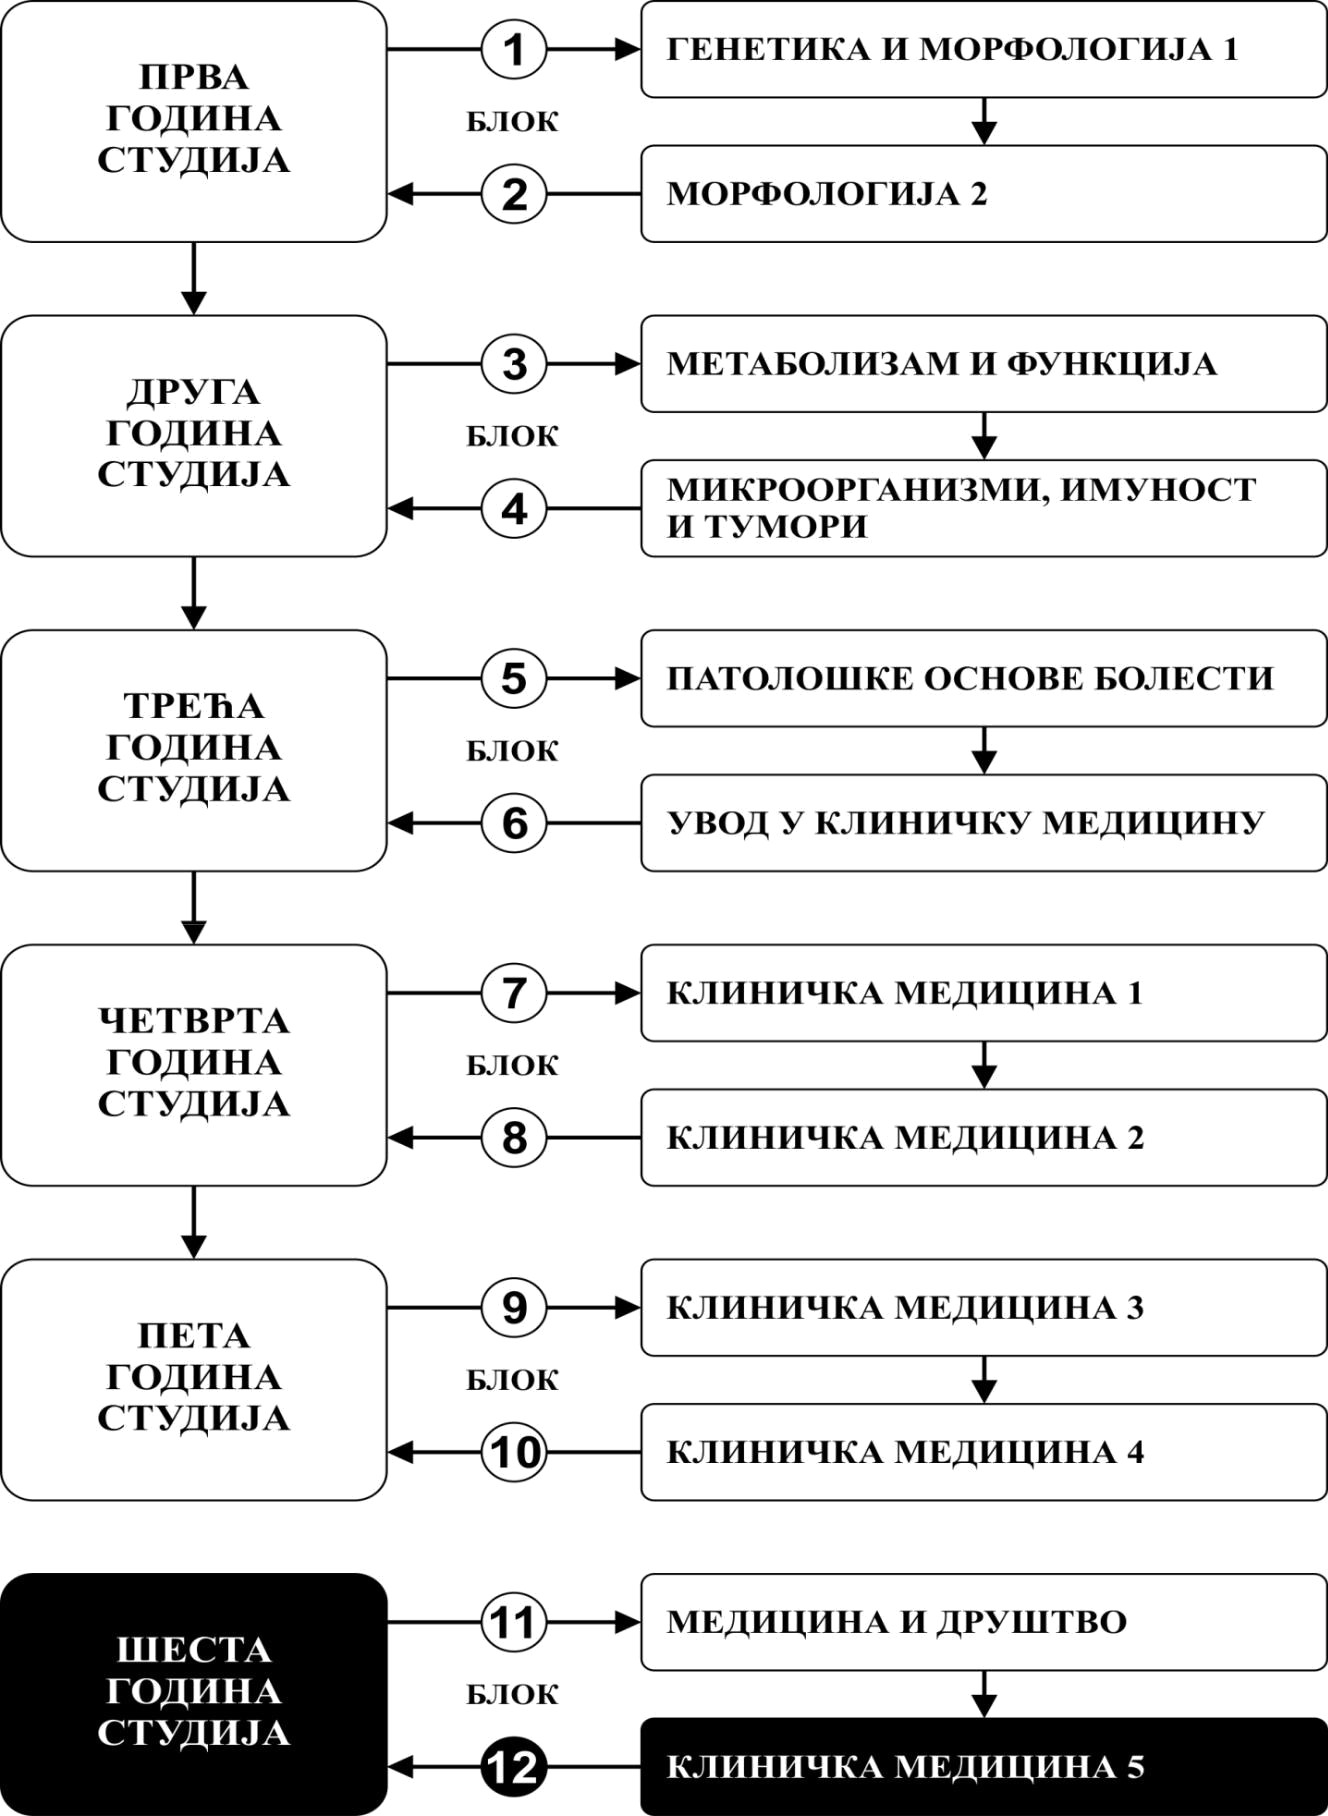 ПРВА
ГОДИНА
СТУДИЈА
1
ГЕНЕТИКА И МОРФОЛОГИЈА 1
БЛОК
2
МОРФОЛОГИЈА 2
ДРУГА
ГОДИНА
СТУДИЈА
3
МЕТАБОЛИЗАМ И ФУНКЦИЈА
БЛОК
4
МИКРООРГАНИЗМИ, ИМУНОСТ
И ТУМОРИ
ТРЕЋА
ГОДИНА
СТУДИЈА
5
ПАТОЛОШКЕ ОСНОВЕ БОЛЕСТИ
БЛОК
6
УВОД У КЛИНИЧКУ МЕДИЦИНУ
ЧЕТВРТА
ГОДИНА
СТУДИЈА
7
КЛИНИЧКА МЕДИЦИНА 1
БЛОК
8
КЛИНИЧКА МЕДИЦИНА 2
ПЕТА
ГОДИНА
СТУДИЈА
9
КЛИНИЧКА МЕДИЦИНА 3
БЛОК
10
КЛИНИЧКА МЕДИЦИНА 4
ШЕСТА
ГОДИНА
СТУДИЈА
11
МЕДИЦИНА И ДРУШТВО
БЛОК
12
КЛИНИЧКА МЕДИЦИНА 5